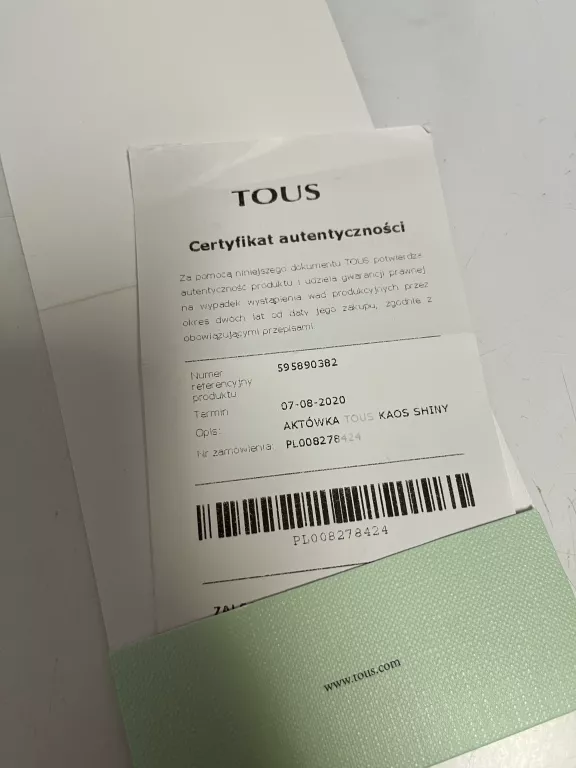 TOUS
Certyfikat autentyczności
Za pomocą niniejszego dokumentu TOUS potwierdza
autentyczność produktu i udziela gwarancji prawnej
na wypadek wystąpienia wad produkcyjnych przez
okres dwóch lat od daty jego zakupu, zgodnie z
obowiązującymi przepisami.
Numer referencyjny produktu 595890382
Termin 07-08-2020
Opis: AKTÓWKA TOUS KAOS SHINY
Nr zamówienia: PL008278424
PL008278424
www.tous.com